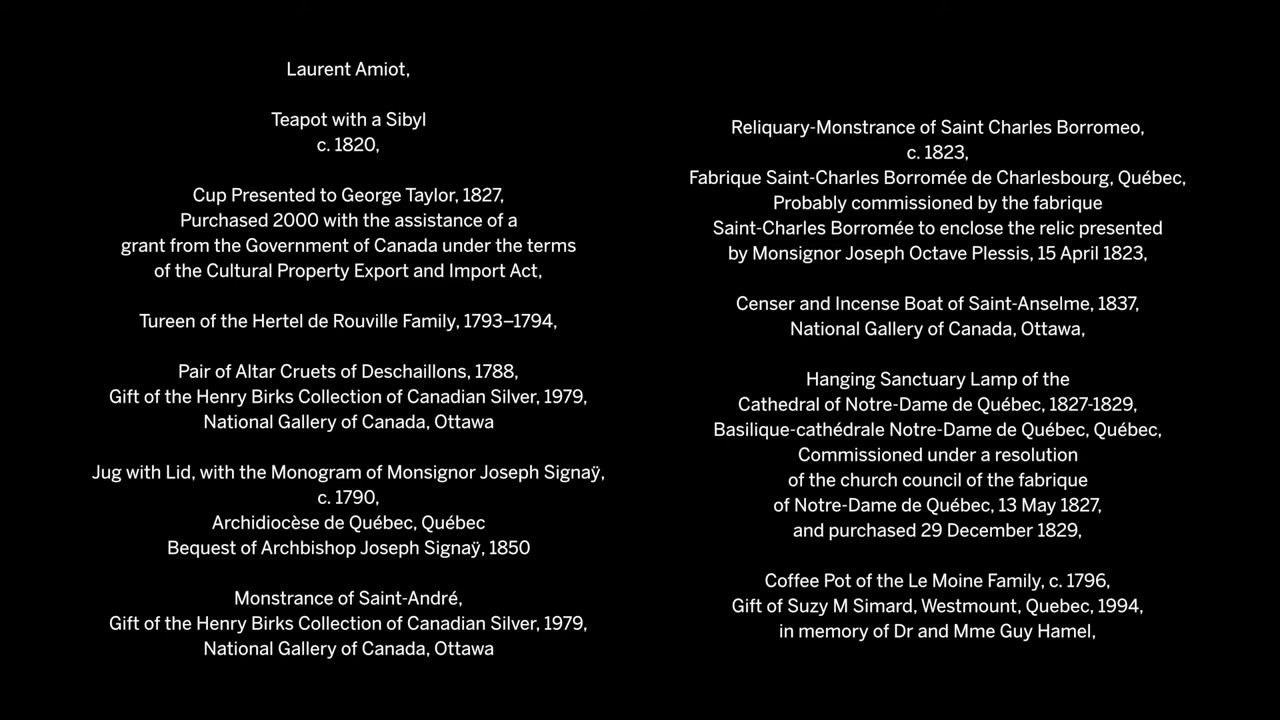 Laurent Amiot,
Teapot with a Sibyl
c. 1820,
Cup Presented to George Taylor, 1827,
Purchased 2000 with the assistance of a
grant from the Government of Canada under the terms
of the Cultural Property Export and Import Act,
Tureen of the Hertel de Rouville Family, 1793–1794,
Pair of Altar Cruets of Deschaillons, 1788,
Gift of the Henry Birks Collection of Canadian Silver, 1979,
National Gallery of Canada, Ottawa
Jug with Lid, with the Monogram of Monsignor Joseph Signaÿ,
c. 1790,
Archidiocèse de Québec, Québec
Bequest of Archbishop Joseph Signaÿ, 1850
Monstrance of Saint-André,
Gift of the Henry Birks Collection of Canadian Silver, 1979,
National Gallery of Canada, Ottawa
Reliquary-Monstrance of Saint Charles Borromeo,
c. 1823,
Fabrique Saint-Charles Borromée de Charlesbourg, Québec,
Probably commissioned by the fabrique
Saint-Charles Borromée to enclose the relic presented
by Monsignor Joseph Octave Plessis, 15 April 1823,
Censer and Incense Boat of Saint-Anselme, 1837,
National Gallery of Canada, Ottawa,
Hanging Sanctuary Lamp of the
Cathedral of Notre-Dame de Québec, 1827-1829,
Basilique-cathédrale Notre-Dame de Québec, Québec,
Commissioned under a resolution
of the church council of the fabrique
of Notre-Dame de Québec, 13 May 1827,
and purchased 29 December 1829,
Coffee Pot of the Le Moine Family, c. 1796,
Gift of Suzy M Simard, Westmount, Quebec, 1994,
in memory of Dr and Mme Guy Hamel,